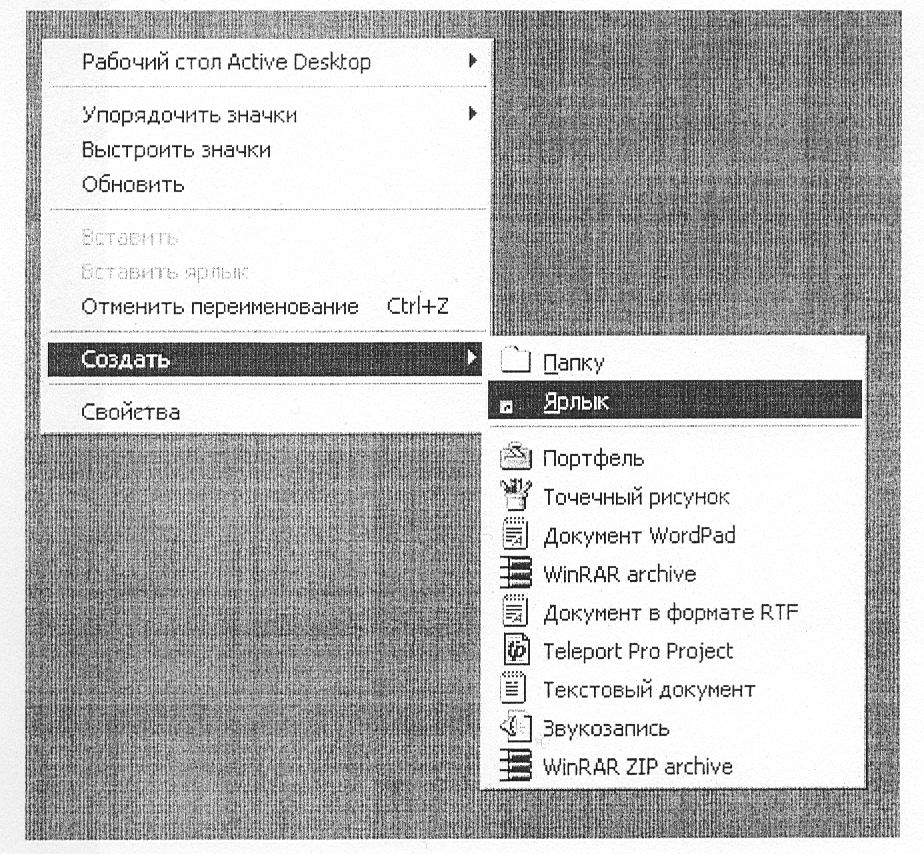 Рабочий стол Active Desktop
Упорядочить значки
Выстроить значки
Обновить
Вставить
Вставить ярлык
Отменить переименование Ctrl+Z
Создать
Свойства
Папку
Ярлык
Портфель
Точечный рисунок
Документ WordPad
WinRAR archive
Документ в формате RTF
Teleport Pro Project
Текстовый документ
Звукозапись
WinRAR ZIP archive